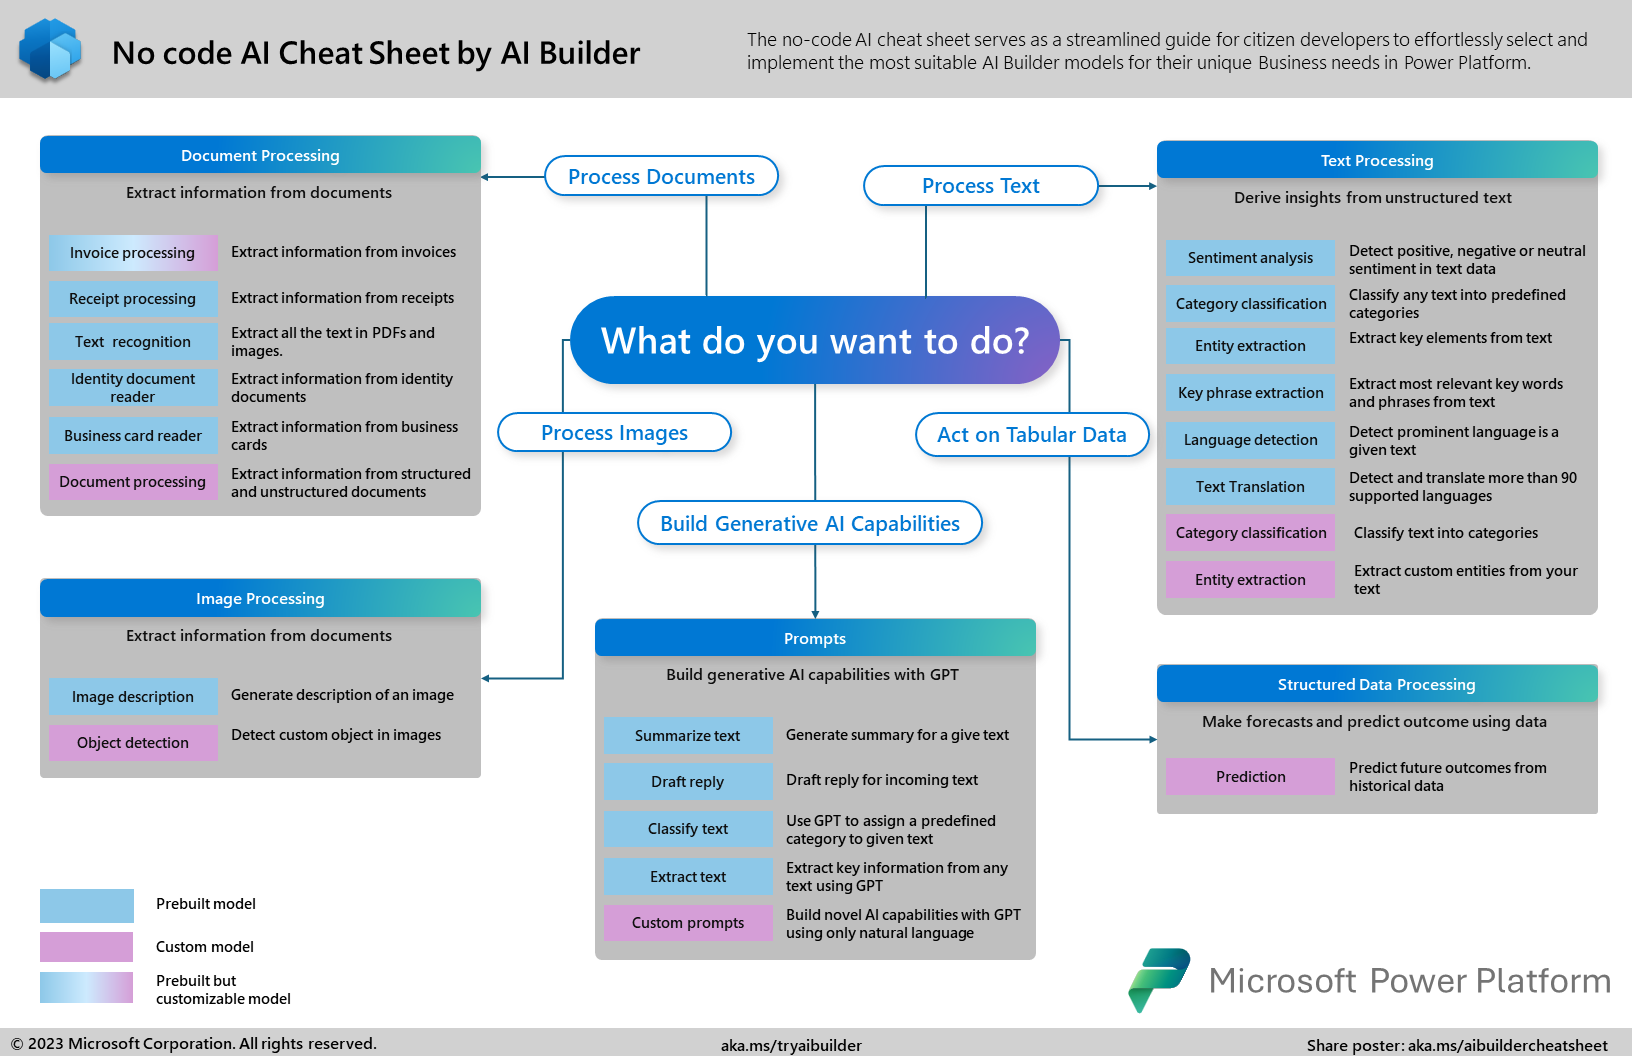 No code AI Cheat Sheet by AI Builder
The no-code AI cheat sheet serves as a streamlined guide for citizen developers to effortlessly select and
implement the most suitable AI Builder models for their unique Business needs in Power Platform.
Document Processing
Extract information from documents
Invoice processing
Extract information from invoices
Receipt processing
Extract information from receipts
Text recognition
Extract all the text in PDFs and
images.
Identity document
reader
Extract information from identity
documents
Business card reader
Extract information from business
cards
Document processing
Extract information from structured
and unstructured documents
Process Documents
Process Text
What do you want to do?
Process Images
Act on Tabular Data
Build Generative AI Capabilities
Text Processing
Derive insights from unstructured text
Sentiment analysis
Detect positive, negative or neutral
sentiment in text data
Category classification
Classify any text into predefined
categories
Entity extraction
Extract key elements from text
Key phrase extraction
Extract most relevant key words
and phrases from text
Language detection
Detect prominent language is a
given text
Text Translation
Detect and translate more than 90
supported languages
Category classification
Classify text into categories
Entity extraction
Extract custom entities from your
text
Image Processing
Extract information from documents
Image description
Generate description of an image
Object detection
Detect custom object in images
Prompts
Build generative AI capabilities with GPT
Summarize text
Generate summary for a give text
Draft reply
Draft reply for incoming text
Classify text
Use GPT to assign a predefined
category to given text
Extract text
Extract key information from any
text using GPT
Custom prompts
Build novel AI capabilities with GPT
using only natural language
Structured Data Processing
Make forecasts and predict outcome using data
Prediction
Predict future outcomes from
historical data
Prebuilt model
Custom model
Prebuilt but
customizable model
Microsoft Power Platform
© 2023 Microsoft Corporation. All rights reserved.
aka.ms/tryaibuilder
Share poster: aka.ms/aibuildercheatsheet